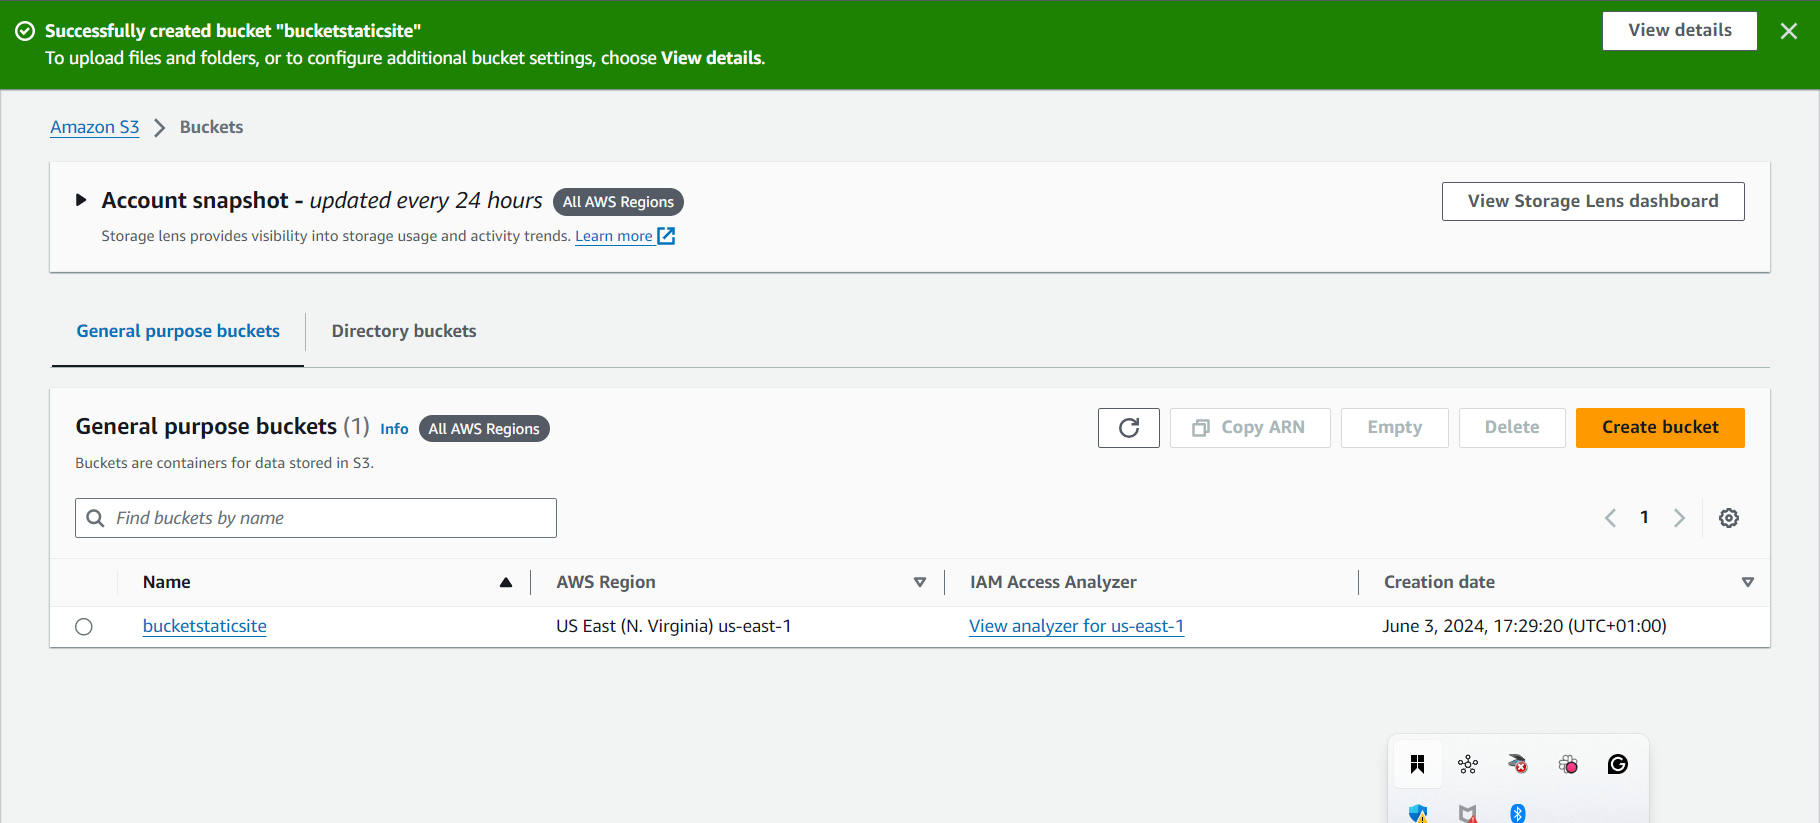 Successfully created bucket "bucketstaticsite"
To upload files and folders, or to configure additional bucket settings, choose View details.
View details
Amazon S3 > Buckets
Account snapshot - updated every 24 hours All AWS Regions
Storage lens provides visibility into storage usage and activity trends. Learn more
View Storage Lens dashboard
General purpose buckets
Directory buckets
General purpose buckets (1) Info All AWS Regions
Buckets are containers for data stored in S3.
Copy ARN
Empty
Delete
Create bucket
Find buckets by name
1
Name AWS Region IAM Access Analyzer Creation date
bucketstaticsite US East (N. Virginia) us-east-1 View analyzer for us-east-1 June 3, 2024, 17:29:20 (UTC+01:00)